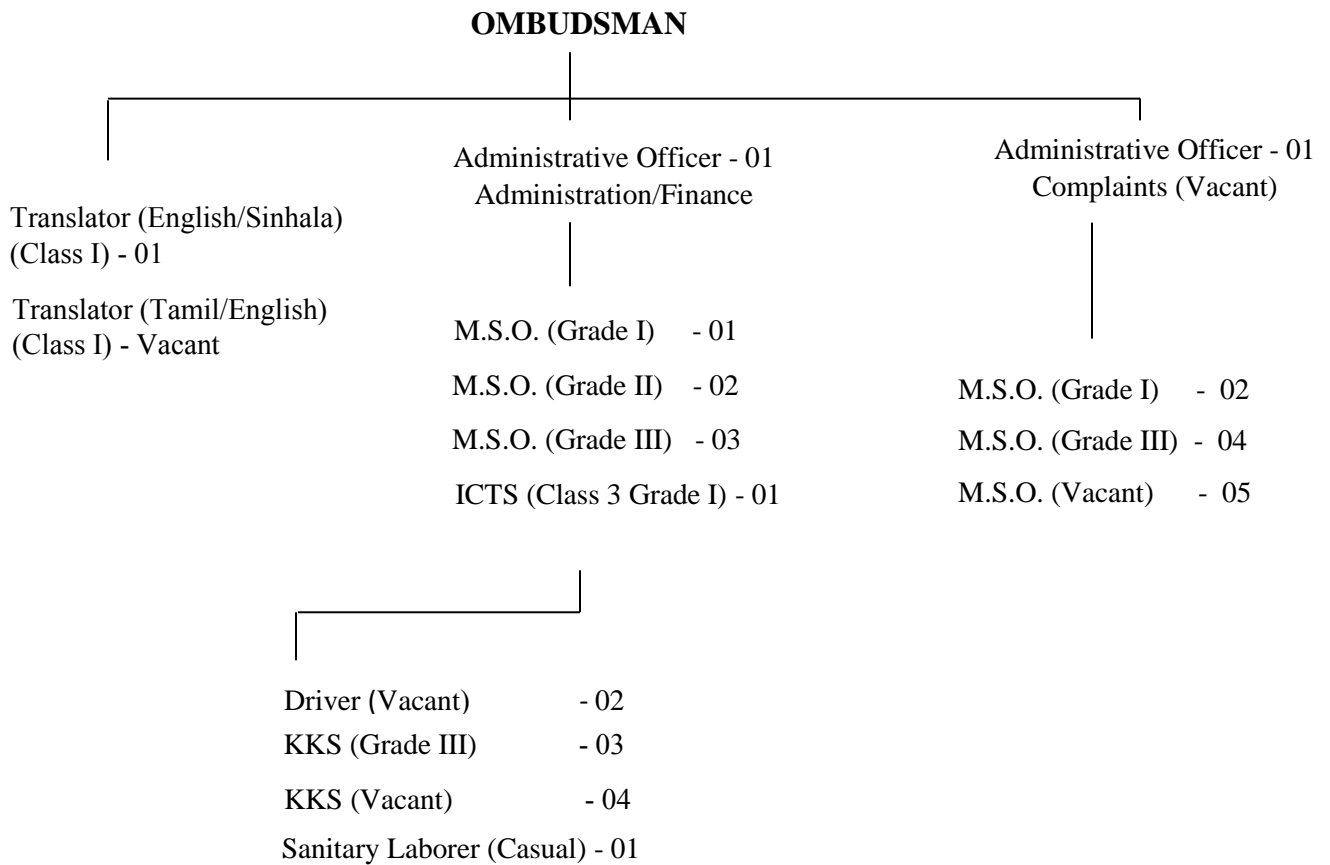 OMBUDSMAN
Translator (English/Sinhala)
(Class I) - 01
Translator (Tamil/English)
(Class I) - Vacant
Administrative Officer - 01
Administration/Finance
M.S.O. (Grade I) - 01
M.S.O. (Grade II) - 02
M.S.O. (Grade III) - 03
ICTS (Class 3 Grade I) - 01
Administrative Officer - 01
Complaints (Vacant)
M.S.O. (Grade I) - 02
M.S.O. (Grade III) - 04
M.S.O. (Vacant) - 05
Driver (Vacant) - 02
KKS (Grade III) - 03
KKS (Vacant) - 04
Sanitary Laborer (Casual) - 01